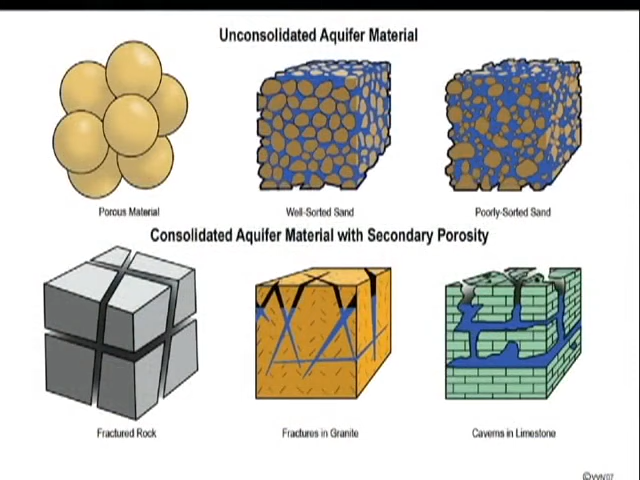 Unconsolidated Aquifer Material
Porous Material
Well-Sorted Sand
Poorly-Sorted Sand
Consolidated Aquifer Material with Secondary Porosity
Fractured Rock
Fractures in Granite
Caverns in Limestone